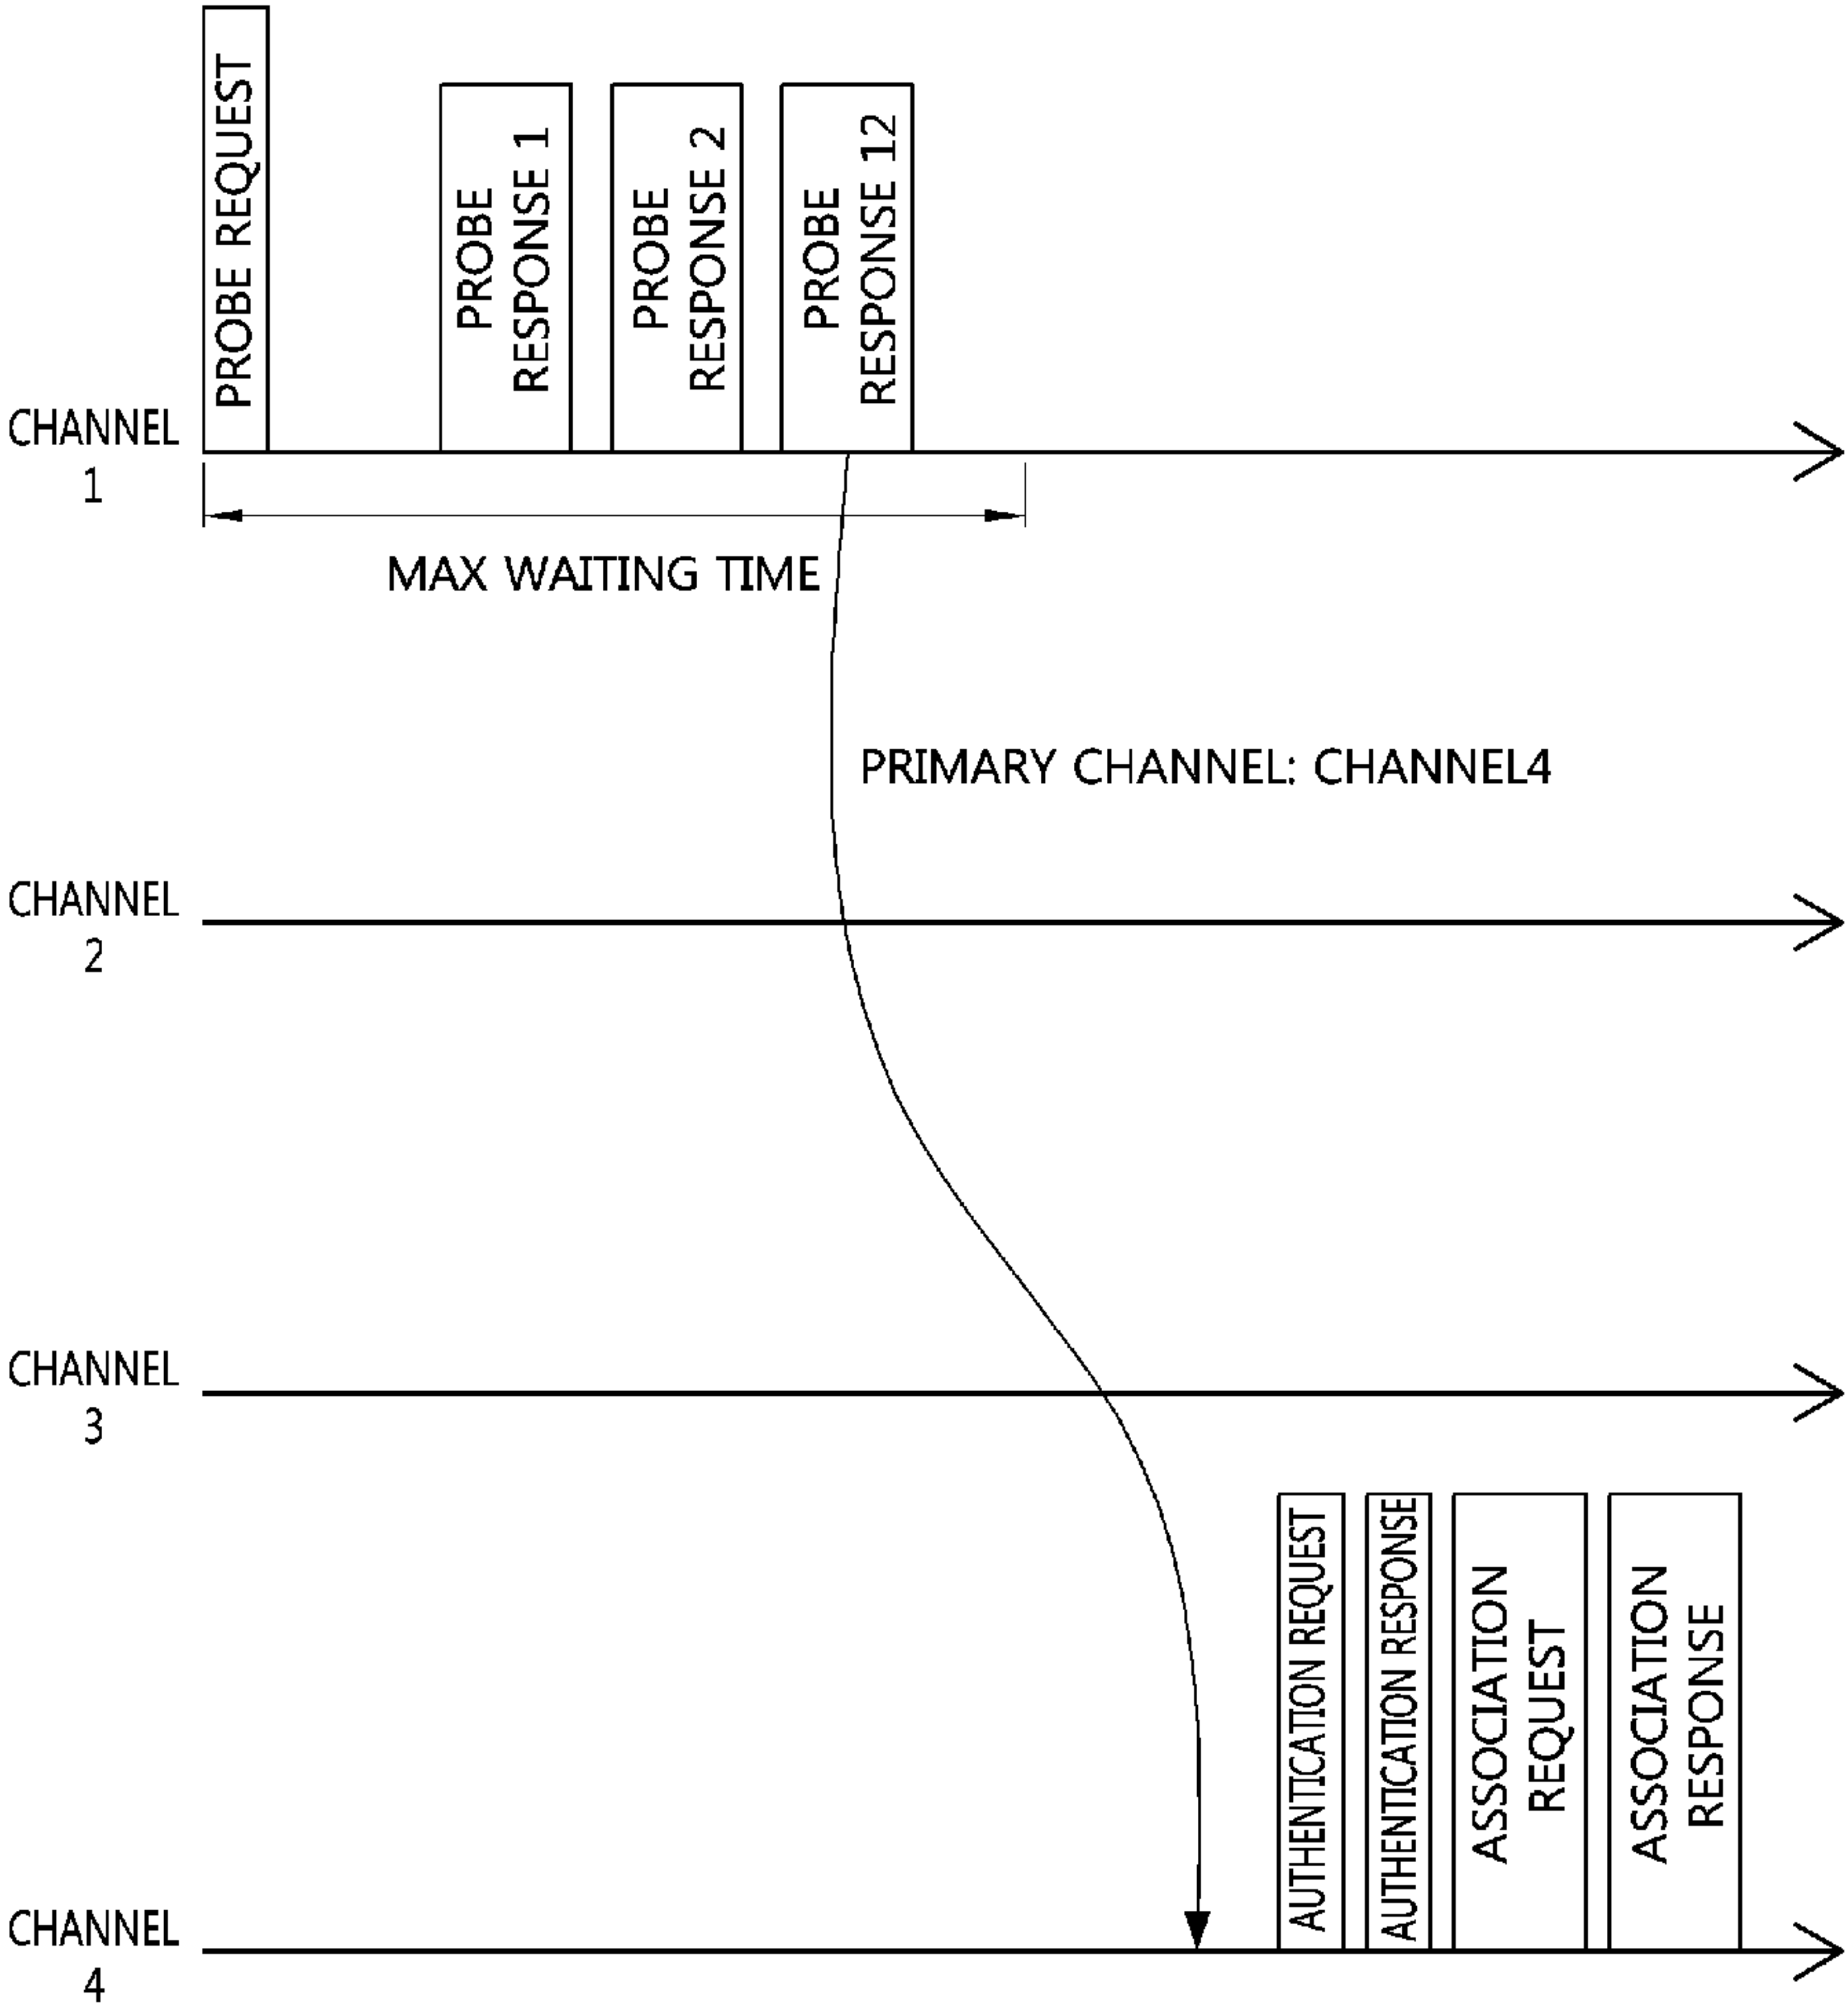 PROBE REQUEST
PROBE
RESPONSE 1
PROBE
RESPONSE 2
PROBE
RESPONSE 12
CHANNEL
1
MAX WAITING TIME
PRIMARY CHANNEL: CHANNEL4
CHANNEL
2
CHANNEL
3
AUTHENTICATION REQUEST
AUTHENTICATION RESPONSE
ASSOCIATION
REQUEST
ASSOCIATION
RESPONSE
CHANNEL
4